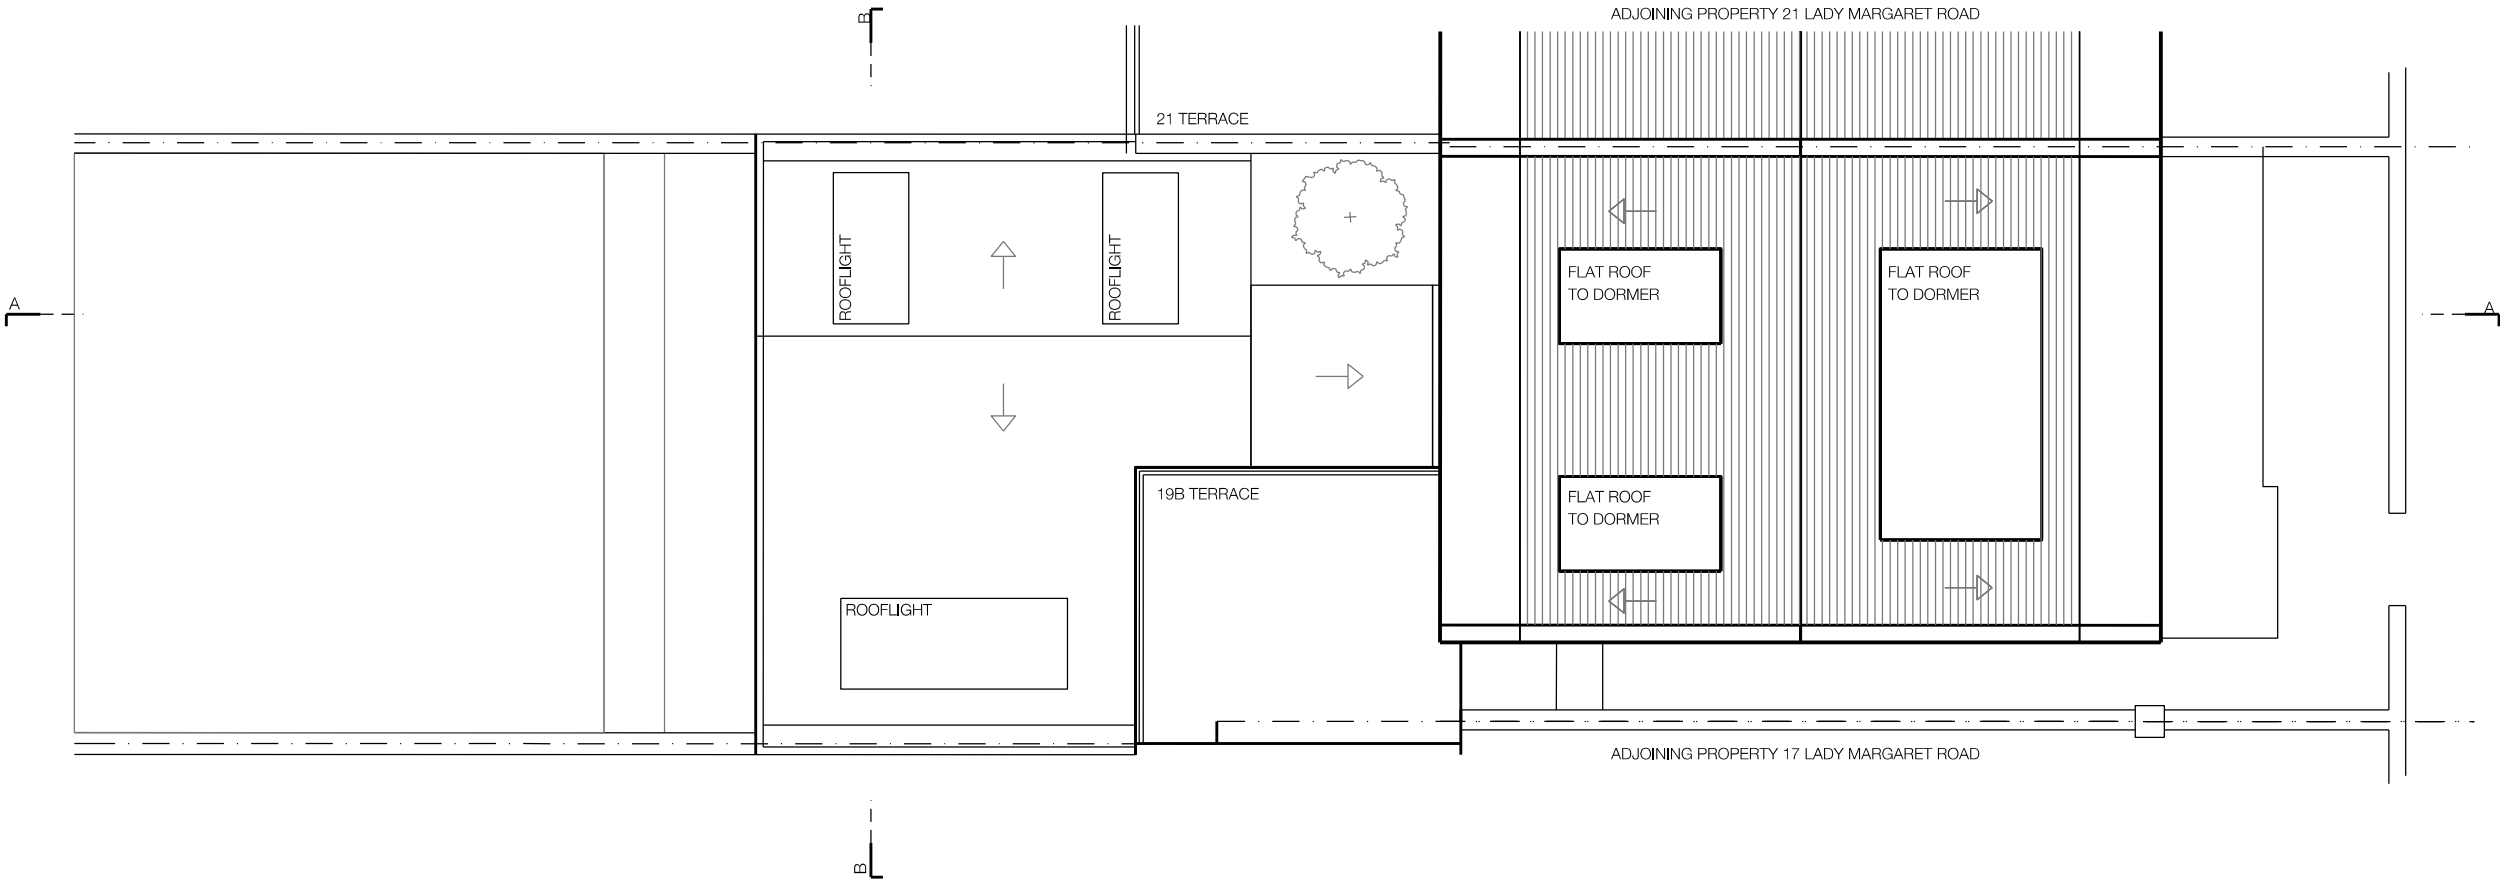 B
ADJOINING PROPERTY 21 LADY MARGARET ROAD
21 TERRACE
ROOFLIGHT
ROOFLIGHT
FLAT ROOF
TO DORMER
FLAT ROOF
TO DORMER
A
A
19B TERRACE
FLAT ROOF
TO DORMER
ROOFLIGHT
ADJOINING PROPERTY 17 LADY MARGARET ROAD
B